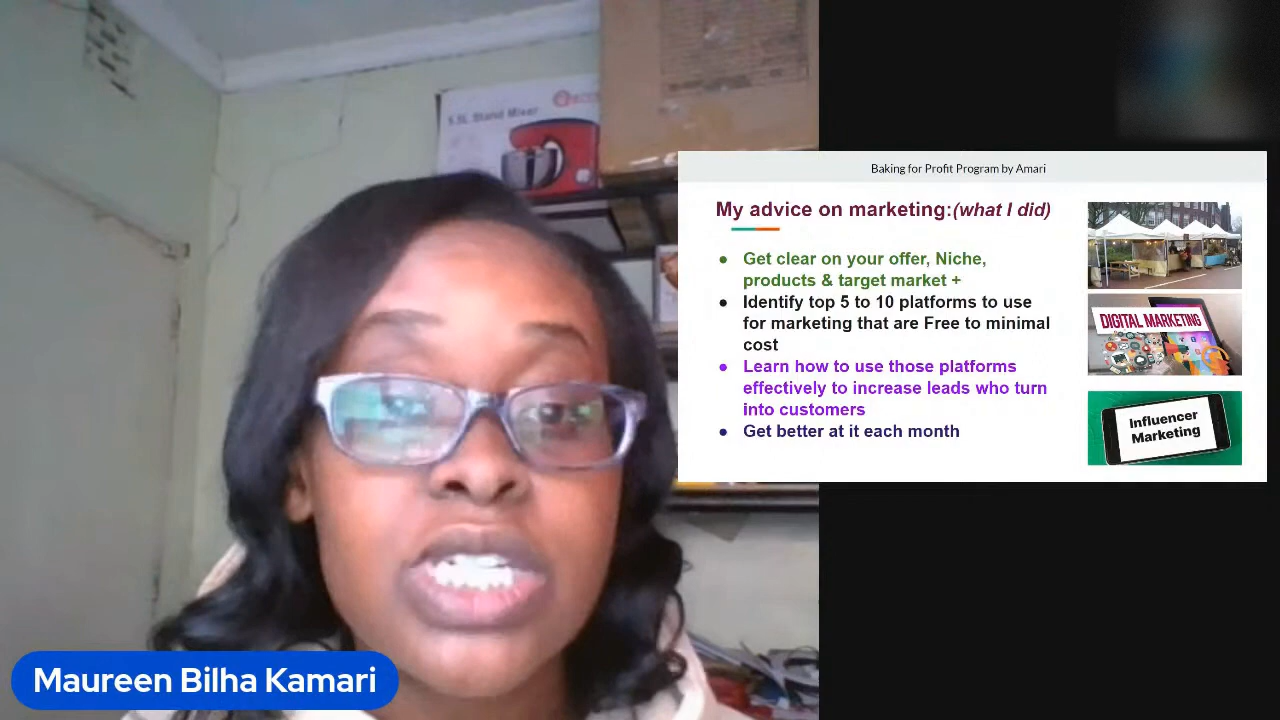 5.5L Stand Mixer
Baking for Profit Program by Amari
My advice on marketing:(what I did)
● Get clear on your offer, Niche,
products & target market +
● Identify top 5 to 10 platforms to use
for marketing that are Free to minimal
cost
● Learn how to use those platforms
effectively to increase leads who turn
into customers
● Get better at it each month
DIGITAL MARKETING
Influencer
Marketing
Maureen Bilha Kamari